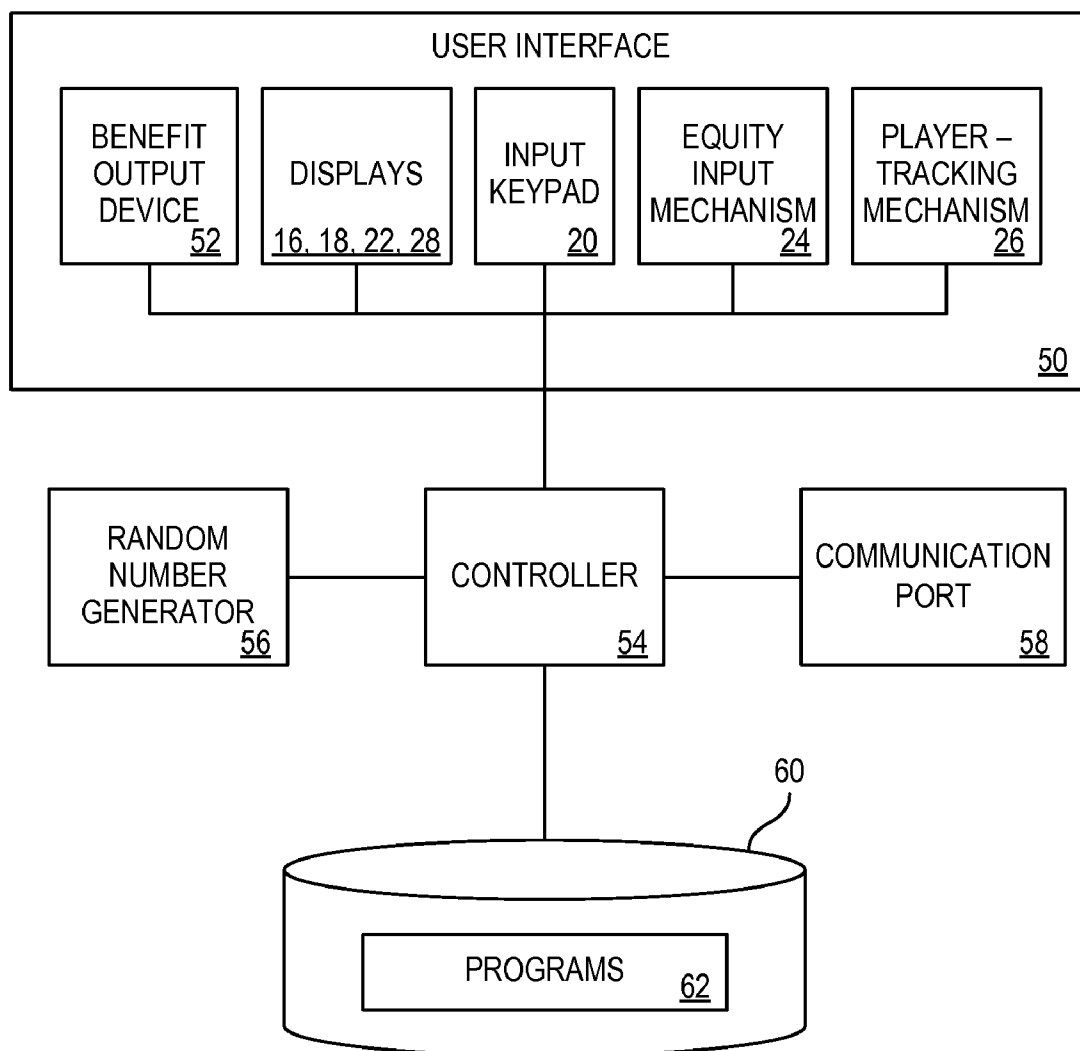 USER INTERFACE
BENEFIT
OUTPUT
DEVICE
52
DISPLAYS
16, 18, 22, 28
INPUT
KEYPAD
20
EQUITY
INPUT
MECHANISM
24
PLAYER –
TRACKING
MECHANISM
26
50
RANDOM
NUMBER
GENERATOR
56
CONTROLLER
54
COMMUNICATION
PORT
58
60
PROGRAMS
62